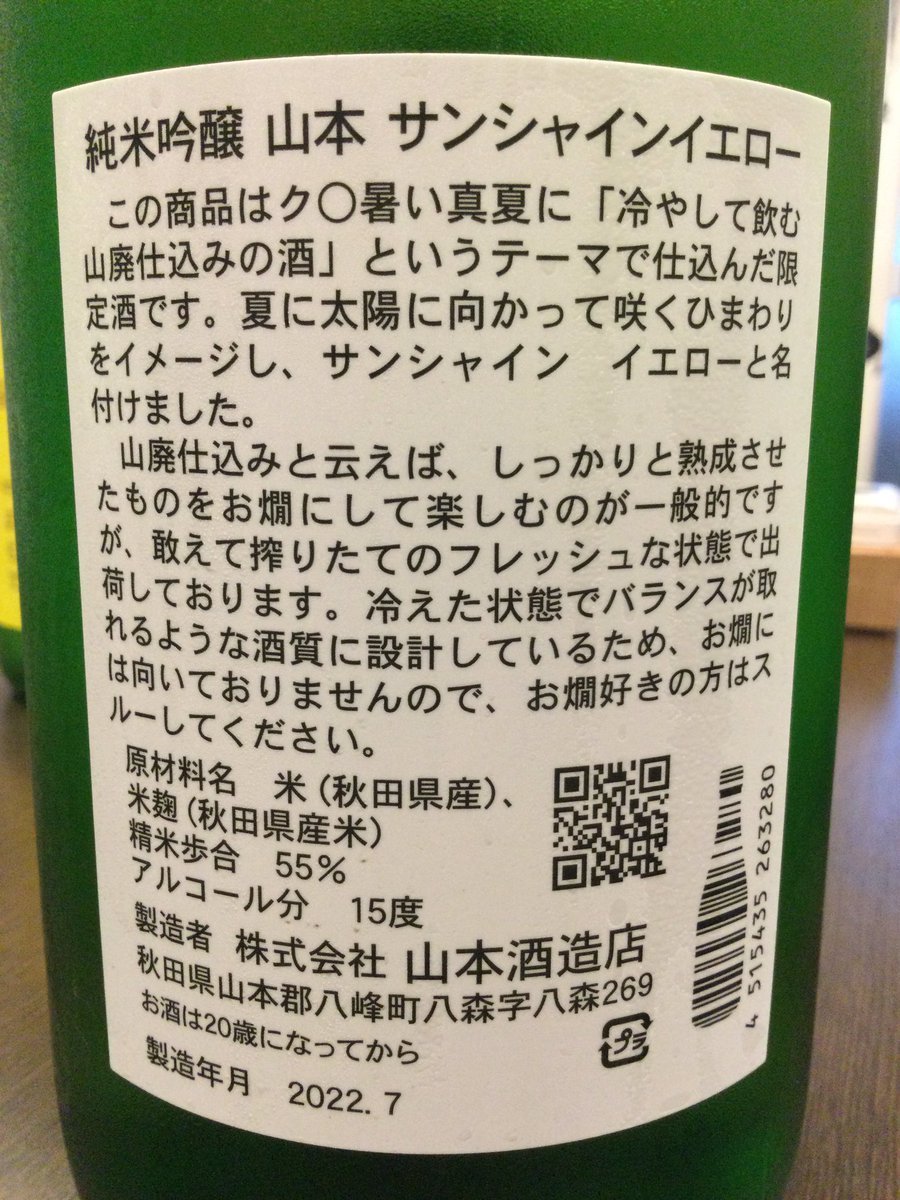 純米吟醸 山本 サンシャインイエロー
この商品はク〇暑い真夏に「冷やして飲む
山廃仕込みの酒」というテーマで仕込んだ限
定酒です。夏に太陽に向かって咲くひまわり
をイメージし、サンシャイン　イエローと名
付けました。
山廃仕込みと云えば、しっかりと熟成させ
たものをお燗にして楽しむのが一般的です
が、敢えて搾りたてのフレッシュな状態で出
荷しております。冷えた状態でバランスが取
れるような酒質に設計しているため、お燗に
は向いておりませんので、お燗好きの方はス
ルーしてください。
原材料名　米(秋田県産)、
米麹(秋田県産米)
精米歩合　55%
アルコール分　15度
製造者 株式会社 山本酒造店
秋田県山本郡八峰町八森字八森269
お酒は20歳になってから
製造年月　2022.7
プラ
4 515435 263280